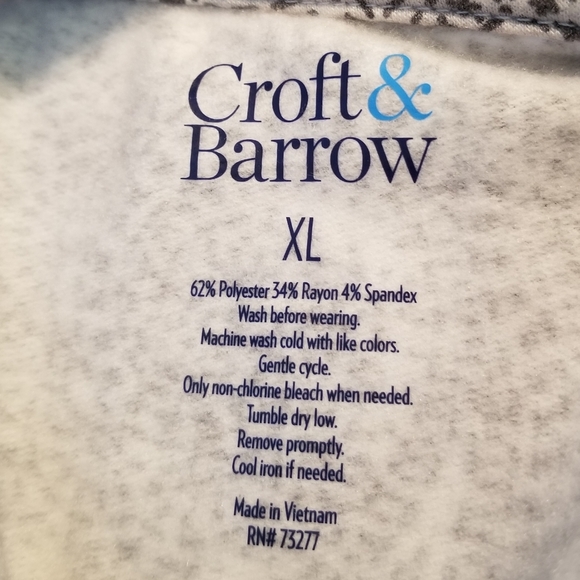 Croft &
Barrow
XL
62% Polyester 34% Rayon 4% Spandex
Wash before wearing.
Machine wash cold with like colors.
Gentle cycle.
Only non-chlorine bleach when needed.
Tumble dry low.
Remove promptly.
Cool iron if needed.
Made in Vietnam
RN# 73277